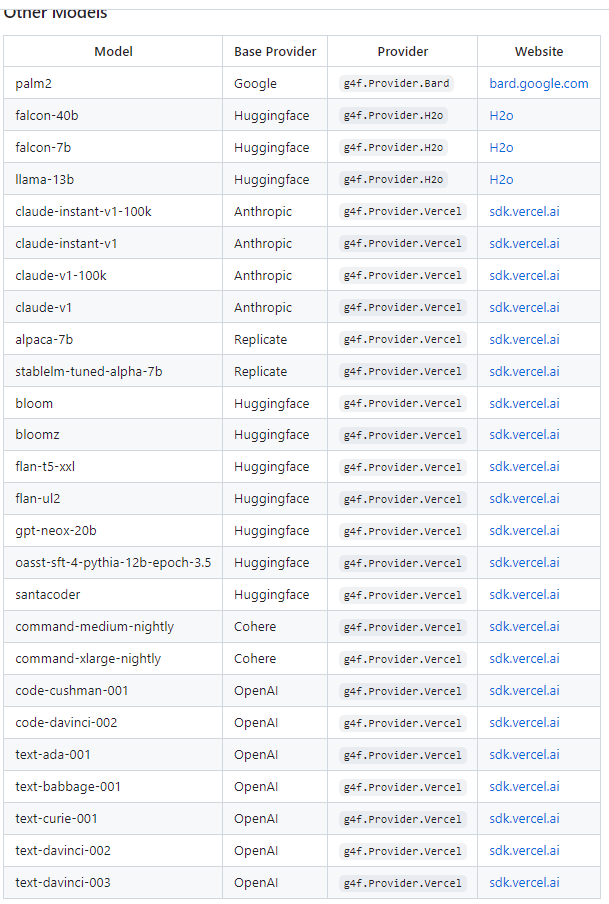 Other Models
Model Base Provider Provider Website
palm2 Google g4f.Provider.Bard bard.google.com
falcon-40b Huggingface g4f.Provider.H2o H2o
falcon-7b Huggingface g4f.Provider.H2o H2o
llama-13b Huggingface g4f.Provider.H2o H2o
claude-instant-v1-100k Anthropic g4f.Provider.Vercel sdk.vercel.ai
claude-instant-v1 Anthropic g4f.Provider.Vercel sdk.vercel.ai
claude-v1-100k Anthropic g4f.Provider.Vercel sdk.vercel.ai
claude-v1 Anthropic g4f.Provider.Vercel sdk.vercel.ai
alpaca-7b Replicate g4f.Provider.Vercel sdk.vercel.ai
stablelm-tuned-alpha-7b Replicate g4f.Provider.Vercel sdk.vercel.ai
bloom Huggingface g4f.Provider.Vercel sdk.vercel.ai
bloomz Huggingface g4f.Provider.Vercel sdk.vercel.ai
flan-t5-xxl Huggingface g4f.Provider.Vercel sdk.vercel.ai
flan-ul2 Huggingface g4f.Provider.Vercel sdk.vercel.ai
gpt-neox-20b Huggingface g4f.Provider.Vercel sdk.vercel.ai
oasst-sft-4-pythia-12b-epoch-3.5 Huggingface g4f.Provider.Vercel sdk.vercel.ai
santacoder Huggingface g4f.Provider.Vercel sdk.vercel.ai
command-medium-nightly Cohere g4f.Provider.Vercel sdk.vercel.ai
command-xlarge-nightly Cohere g4f.Provider.Vercel sdk.vercel.ai
code-cushman-001 OpenAI g4f.Provider.Vercel sdk.vercel.ai
code-davinci-002 OpenAI g4f.Provider.Vercel sdk.vercel.ai
text-ada-001 OpenAI g4f.Provider.Vercel sdk.vercel.ai
text-babbage-001 OpenAI g4f.Provider.Vercel sdk.vercel.ai
text-curie-001 OpenAI g4f.Provider.Vercel sdk.vercel.ai
text-davinci-002 OpenAI g4f.Provider.Vercel sdk.vercel.ai
text-davinci-003 OpenAI g4f.Provider.Vercel sdk.vercel.ai